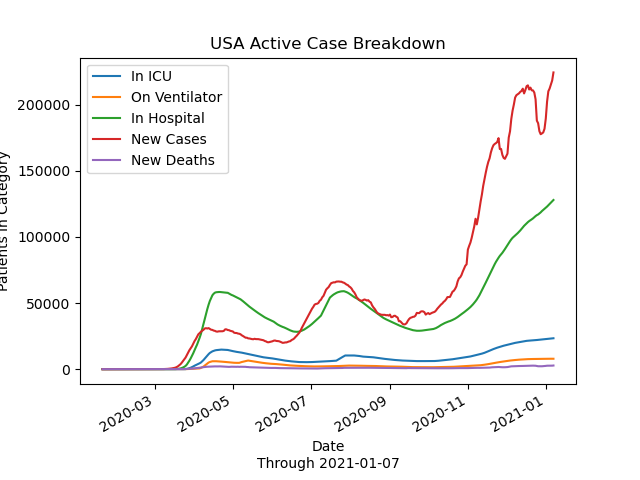 USA Active Case Breakdown
In ICU
On Ventilator
In Hospital
New Cases
New Deaths
200000
150000
100000
50000
0
Patients in Category
2020-03
2020-05
2020-07
2020-09
2020-11
2021-01
Date
Through 2021-01-07